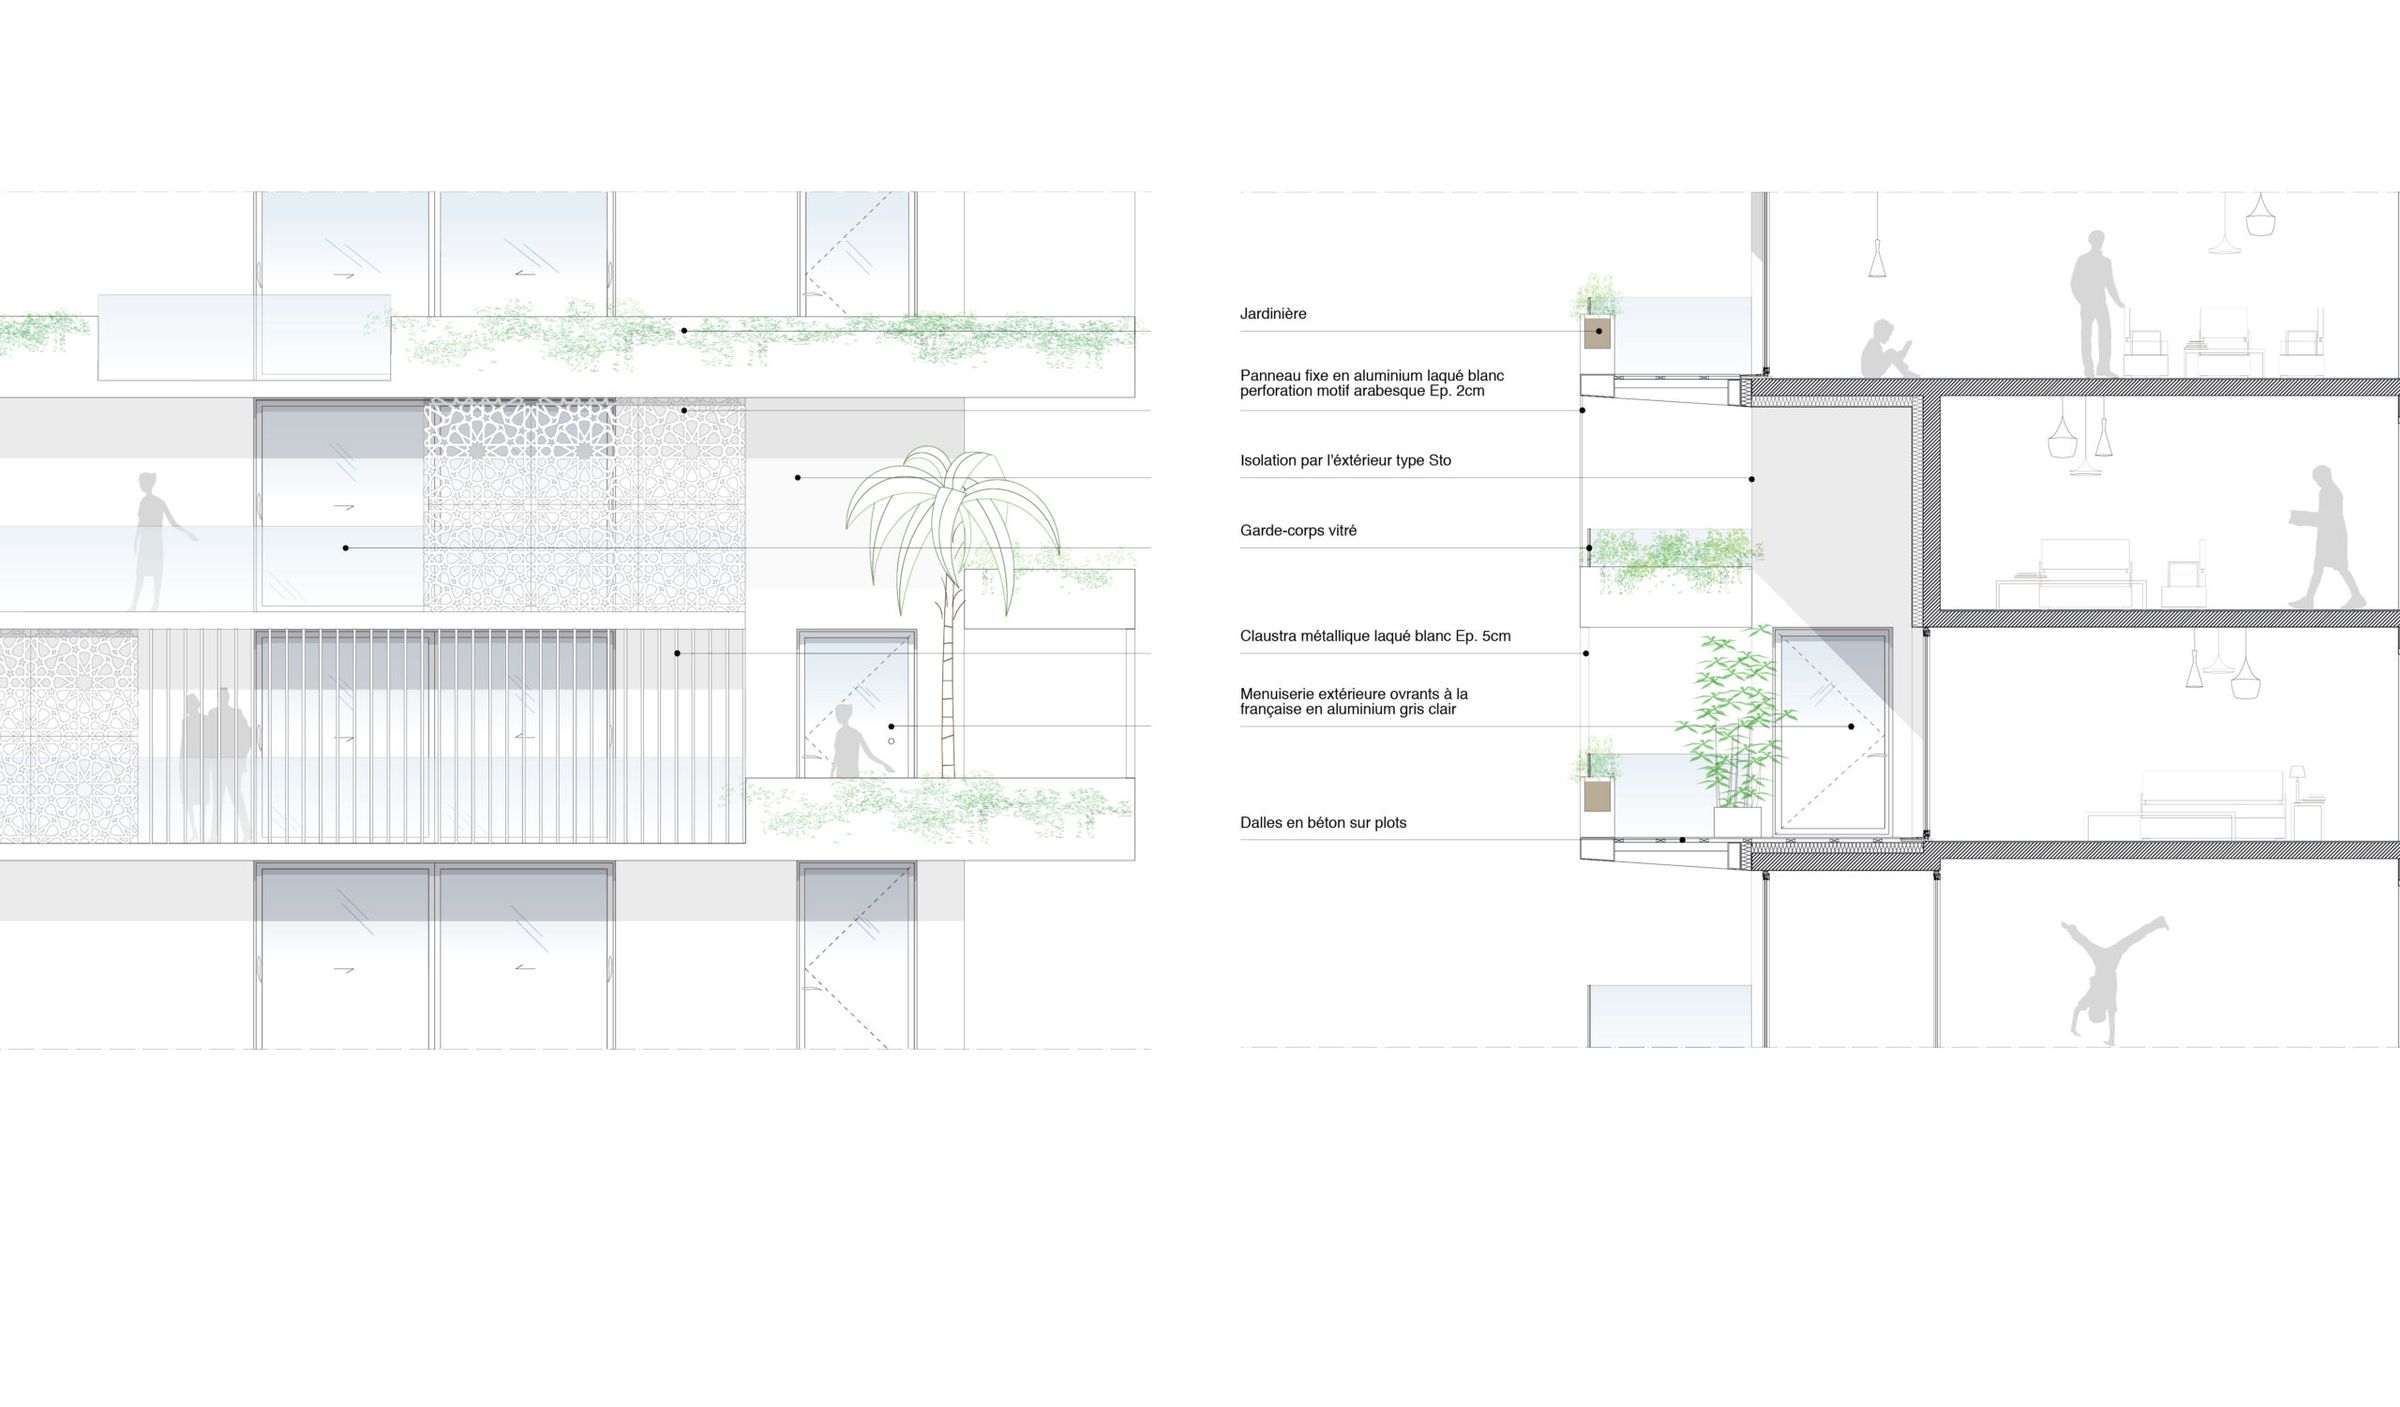 Jardinière
Panneau fixe en aluminium laqué blanc
perforation motif arabesque Ep. 2cm
Isolation par l'éxtérieur type Sto
Garde-corps vitré
Claustra métallique laqué blanc Ep. 5cm
Menuiserie extérieure ovrants à la
française en aluminium gris clair
Dalles en béton sur plots